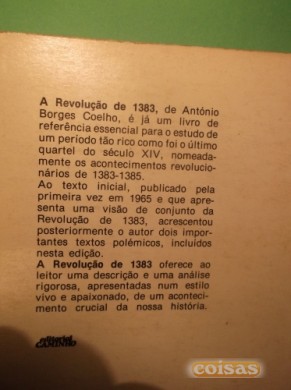 A Revolução de 1383, de António
Borges Coelho, é já um livro de
referência essencial para o estudo de
um período tão rico como foi o último
quartel do século XIV, nomeada-
mente os acontecimentos revolucio-
nários de 1383-1385.
Ao texto inicial, publicado pela
primeira vez em 1965 e que apre-
senta uma visão de conjunto da
Revolução de 1383, acrescentou
posteriormente o autor dois impor-
tantes textos polémicos, incluídos
nesta edição.
A Revolução de 1383 oferece ao
leitor uma descrição e uma análise
rigorosa, apresentadas num estilo
vivo e apaixonado, de um aconteci-
mento crucial da nossa história.
editorial
CAMINHO
coisas